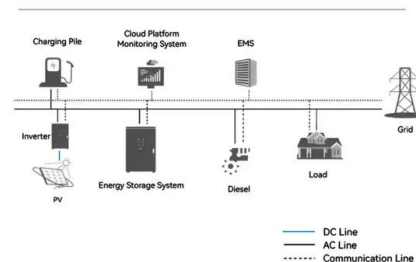 Charging Pile
Cloud Platform
Monitoring System
EMS
Inverter
Grid
PV
Energy Storage System
Diesel
Load
DC Line
AC Line
Communication Line